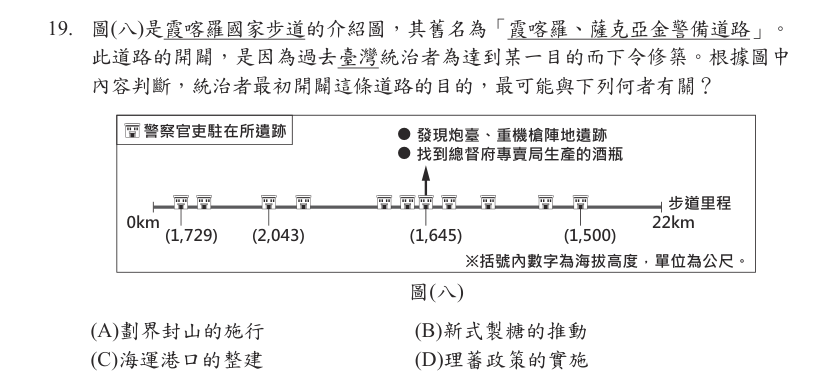 19. 圖(八)是霞喀羅國家步道的介紹圖，其舊名為「霞喀羅、薩克亞金警備道路」。
此道路的開闢，是因為過去臺灣統治者為達到某一目的而下令修築。根據圖中
內容判斷，統治者最初開闢這條道路的目的，最可能與下列何者有關？
警察官吏駐在所遺跡
● 發現炮臺、重機槍陣地遺跡
● 找到總督府專賣局生產的酒瓶
步道里程
0km 22km
(1,729) (2,043) (1,645) (1,500)
※括號內數字為海拔高度，單位為公尺。
圖(八)
(A)劃界封山的施行 (B)新式製糖的推動
(C)海運港口的整建 (D)理蕃政策的實施